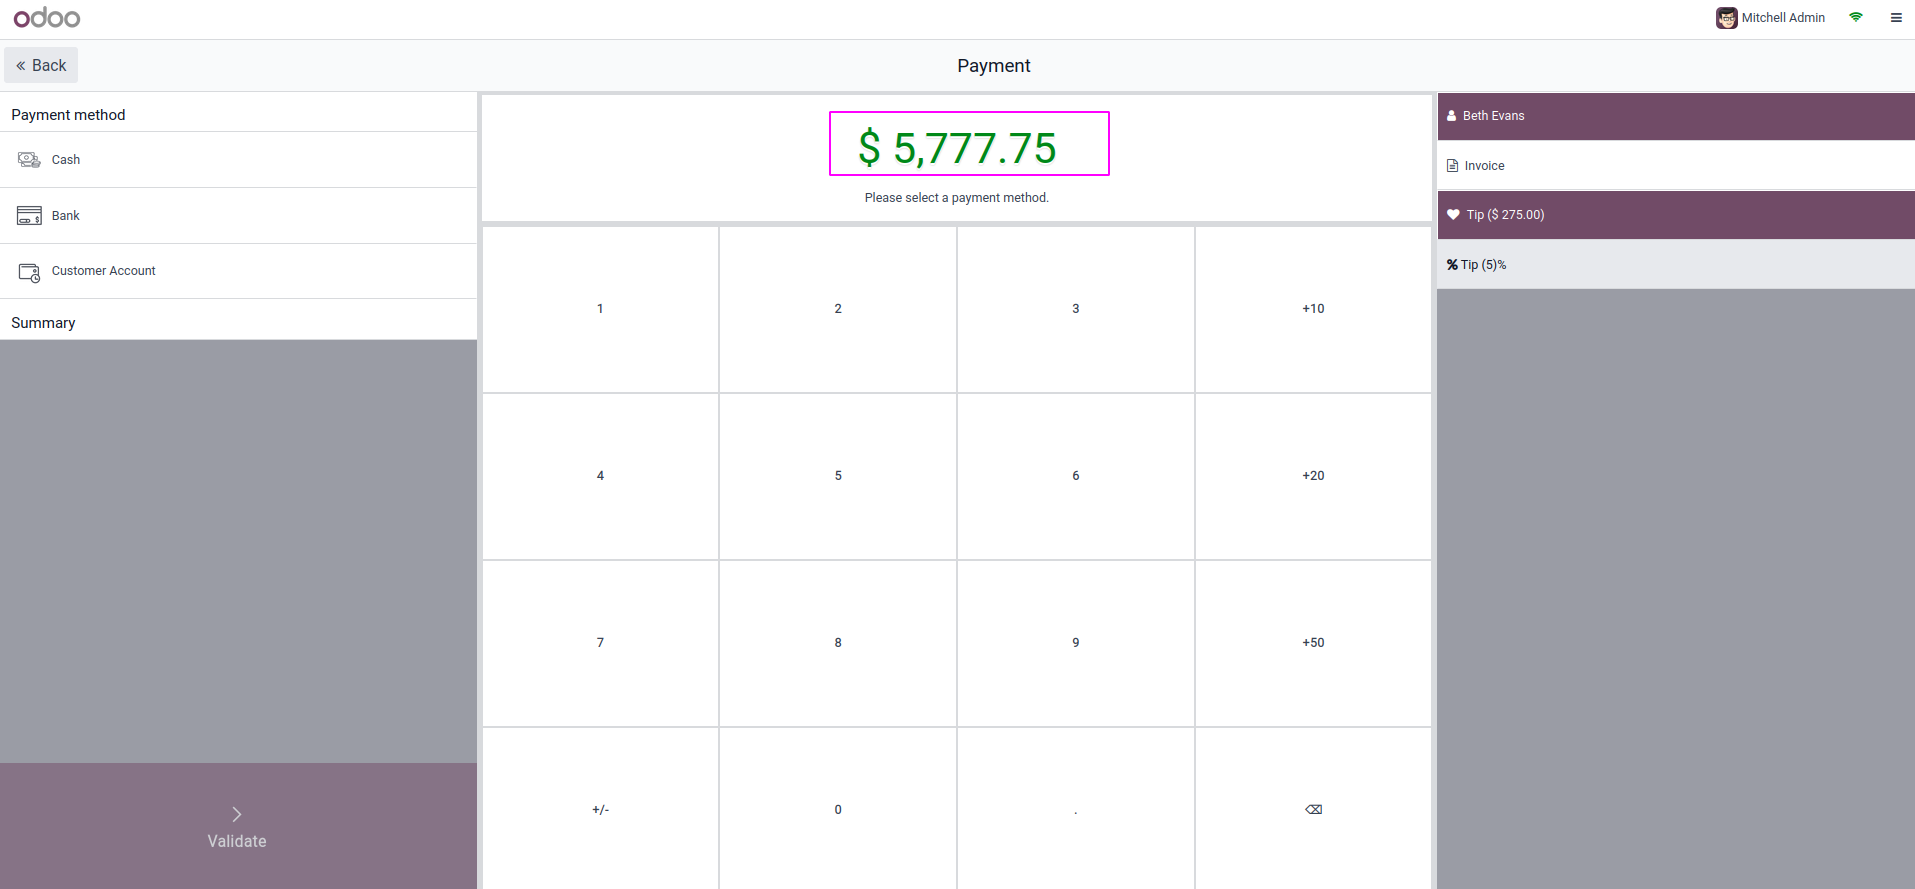 odoo
Mitchell Admin
« Back
Payment
Payment method
Cash
Bank
Customer Account
Summary
Validate
$ 5,777.75
Please select a payment method.
1 2 3 +10
4 5 6 +20
7 8 9 +50
+/- 0 . ⌫
Beth Evans
Invoice
Tip ($ 275.00)
% Tip (5)%